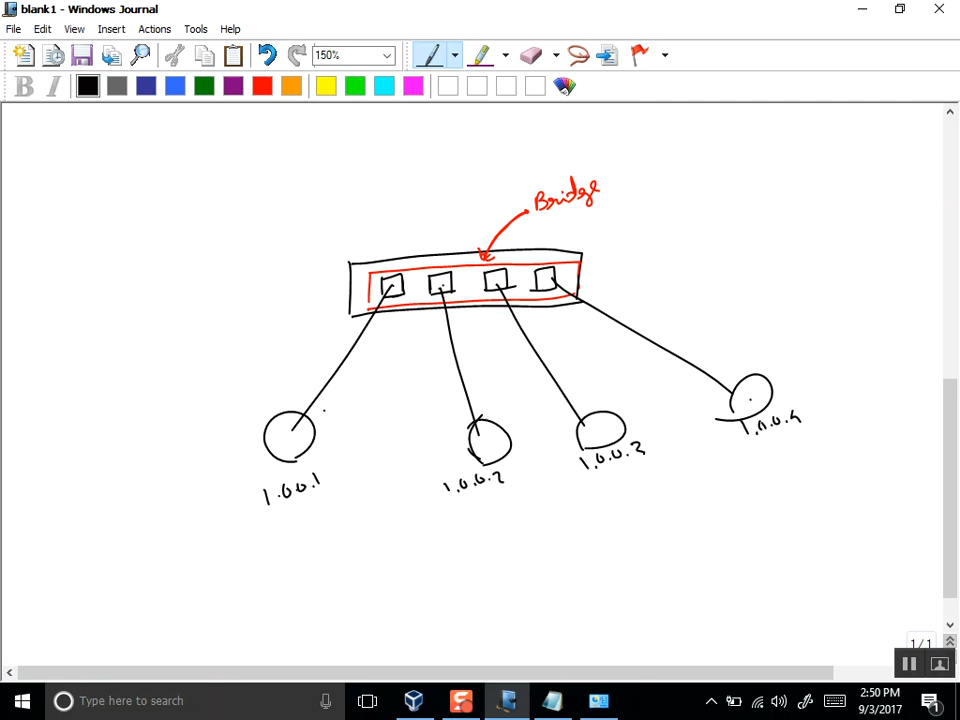 blank1 - Windows Journal
File Edit View Insert Actions Tools Help
150%
B I
Bridge
1.0.0.1
1.0.0.2
1.0.0.3
1.0.0.4
1/1
Type here to search
2:50 PM
9/3/2017
1